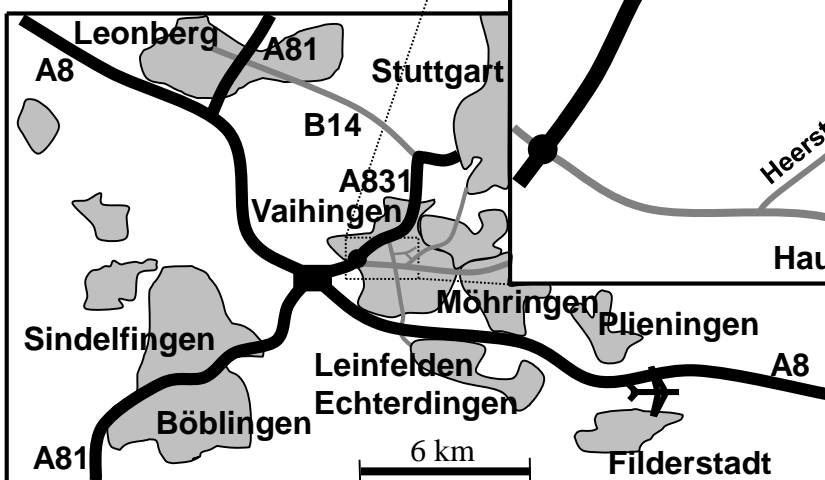 Leonberg
A81
A8
Stuttgart
B14
Heerst
A831
Vaihingen
Hau
Möhringen
Plieningen
Sindelfingen
Leinfelden
Echterdingen
A8
Böblingen
6 km
A81
Filderstadt